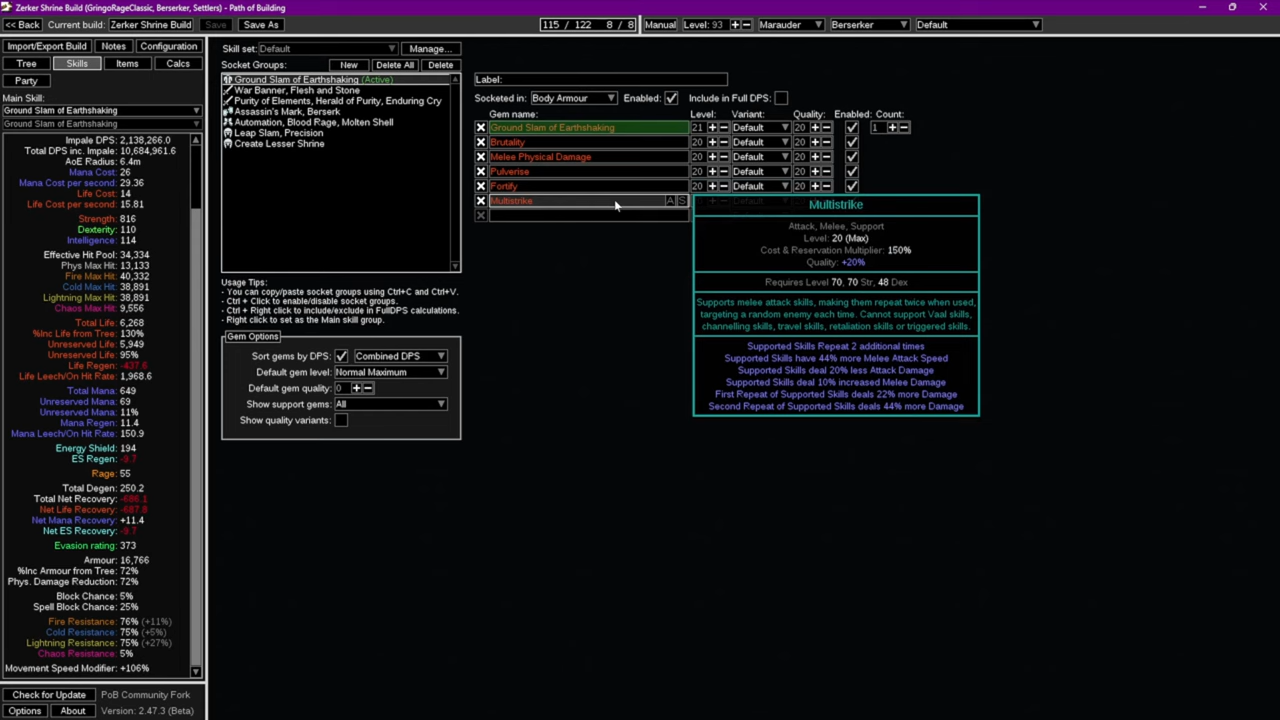 Zerker Shrine Build (GringoRageClassic, Berserker, Settlers) - Path of Building
<< Back Current build: Zerker Shrine Build Save Save As 115 / 122 8 / 8 Manual Level: 93 + - Marauder Berserker Default
Import/Export Build Notes Configuration
Tree Skills Items Calcs
Party
Main Skill:
Ground Slam of Earthshaking
Ground Slam of Earthshaking
Impale DPS: 2,138,266.0
Total DPS inc. Impale: 10,684,961.6
AoE Radius: 6.4m
Mana Cost: 26
Mana Cost per second: 29.36
Life Cost: 14
Life Cost per second: 15.81
Strength: 816
Dexterity: 110
Intelligence: 114
Effective Hit Pool: 34,334
Phys Max Hit: 13,133
Fire Max Hit: 40,332
Cold Max Hit: 38,891
Lightning Max Hit: 38,891
Chaos Max Hit: 9,556
Total Life: 6,268
%Inc Life from Tree: 130%
Unreserved Life: 5,949
Unreserved Life: 95%
Life Regen: -437.6
Life Leech/On Hit Rate: 1,968.6
Total Mana: 649
Unreserved Mana: 69
Unreserved Mana: 11%
Mana Regen: 11.4
Mana Leech/On Hit Rate: 150.9
Energy Shield: 194
ES Regen: -9.7
Rage: 55
Total Degen: 250.2
Total Net Recovery: -686.1
Net Life Recovery: -687.8
Net Mana Recovery: +11.4
Net ES Recovery: -9.7
Evasion rating: 373
Armour: 16,766
%Inc Armour from Tree: 72%
Phys. Damage Reduction: 72%
Block Chance: 5%
Spell Block Chance: 25%
Fire Resistance: 76% (+11%)
Cold Resistance: 75% (+5%)
Lightning Resistance: 75% (+27%)
Chaos Resistance: 5%
Movement Speed Modifier: +106%
Check for Update PoB Community Fork
Options About Version: 2.47.3 (Beta)
Skill set: Default Manage...
Socket Groups: New Delete All Delete
Ground Slam of Earthshaking (Active)
War Banner, Flesh and Stone
Purity of Elements, Herald of Purity, Enduring Cry
Assassin's Mark, Berserk
Automation, Blood Rage, Molten Shell
Leap Slam, Precision
Create Lesser Shrine
Usage Tips:
- You can copy/paste socket groups using Ctrl+C and Ctrl+V.
- Ctrl + Click to enable/disable socket groups.
- Ctrl + Right click to include/exclude in FullDPS calculations.
- Right click to set as the Main skill group.
Gem Options
Sort gems by DPS: Combined DPS
Default gem level: Normal Maximum
Default gem quality: 0 + -
Show support gems: All
Show quality variants:
Label:
Socketed in: Body Armour Enabled: Include in Full DPS:
Gem name: Level: Variant: Quality: Enabled: Count:
X Ground Slam of Earthshaking 21 + - Default 20 + - 1 + -
X Brutality 20 + - Default 20 + -
X Melee Physical Damage 20 + - Default 20 + -
X Pulverise 20 + - Default 20 + -
X Fortify 20 + - Default 20 + -
X Multistrike A S
X
Multistrike
Attack, Melee, Support
Level: 20 (Max)
Cost & Reservation Multiplier: 150%
Quality: +20%
Requires Level 70, 70 Str, 48 Dex
Supports melee attack skills, making them repeat twice when used,
targeting a random enemy each time. Cannot support Vaal skills,
channelling skills, travel skills, retaliation skills or triggered skills.
Supported Skills Repeat 2 additional times
Supported Skills have 44% more Melee Attack Speed
Supported Skills deal 20% less Attack Damage
Supported Skills deal 10% increased Melee Damage
First Repeat of Supported Skills deals 22% more Damage
Second Repeat of Supported Skills deals 44% more Damage